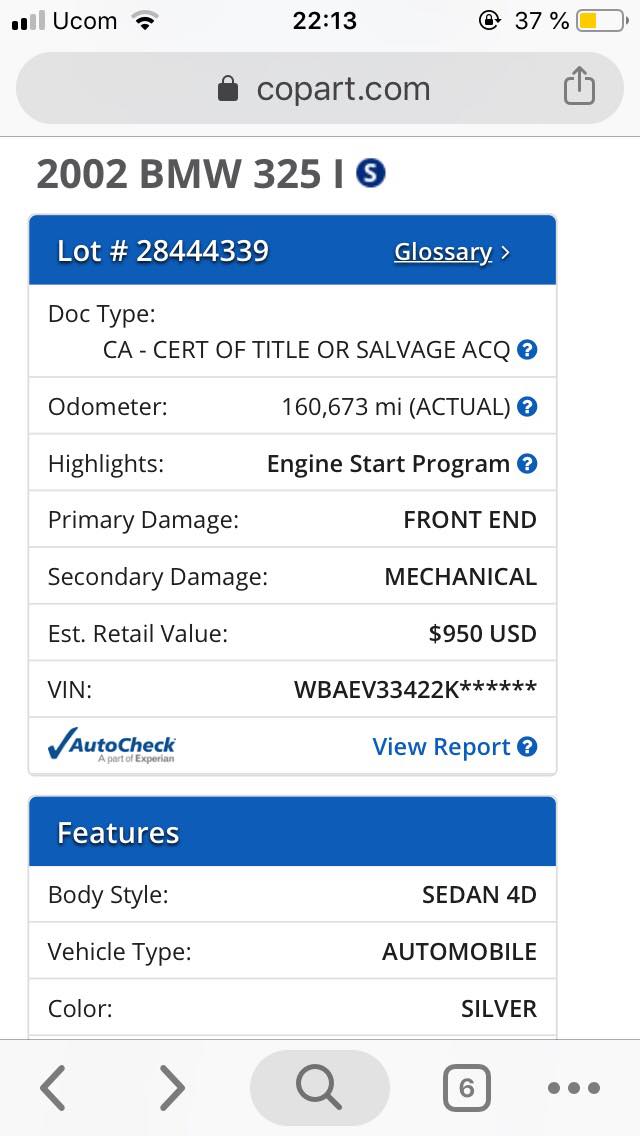 Ucom 22:13 37 %
copart.com
2002 BMW 325 I S
Lot # 28444339 Glossary >
Doc Type:
CA - CERT OF TITLE OR SALVAGE ACQ ?
Odometer: 160,673 mi (ACTUAL) ?
Highlights: Engine Start Program ?
Primary Damage: FRONT END
Secondary Damage: MECHANICAL
Est. Retail Value: $950 USD
VIN: WBAEV33422K******
AutoCheck View Report ?
A part of Experian
Features
Body Style: SEDAN 4D
Vehicle Type: AUTOMOBILE
Color: SILVER
6